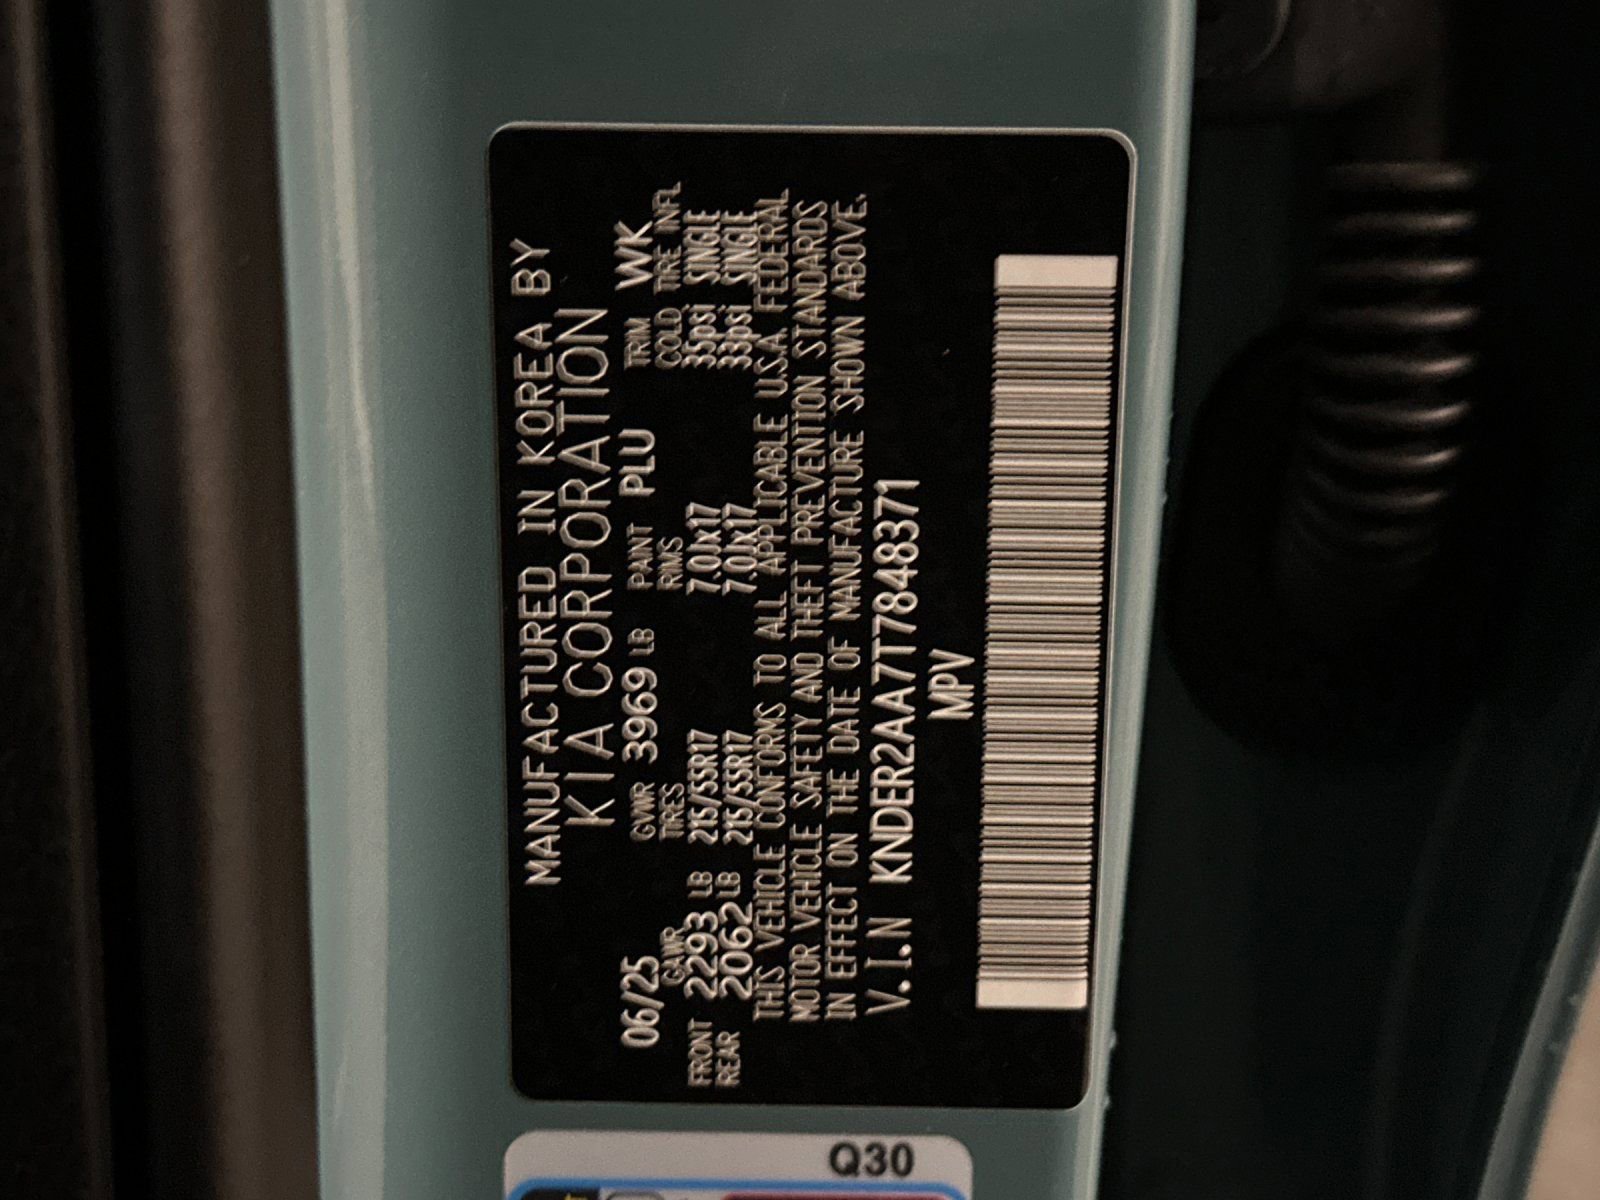 MANUFACTURED IN KOREA BY
KIA CORPORATION
06/25 GVWR 3969 LB PAINT PLU TRIM WK
GAWR TIRES RIMS COLD TIRE INFL
FRONT 2293 LB 215/55R17 7.0Jx17 35psi SINGLE
REAR 2062 LB 215/55R17 7.0Jx17 33psi SINGLE
THIS VEHICLE CONFORMS TO ALL APPLICABLE U.S.A. FEDERAL
MOTOR VEHICLE SAFETY AND THEFT PREVENTION STANDARDS
IN EFFECT ON THE DATE OF MANUFACTURE SHOWN ABOVE.
V.I.N KNDER2AA7T7848371
MPV
Q30